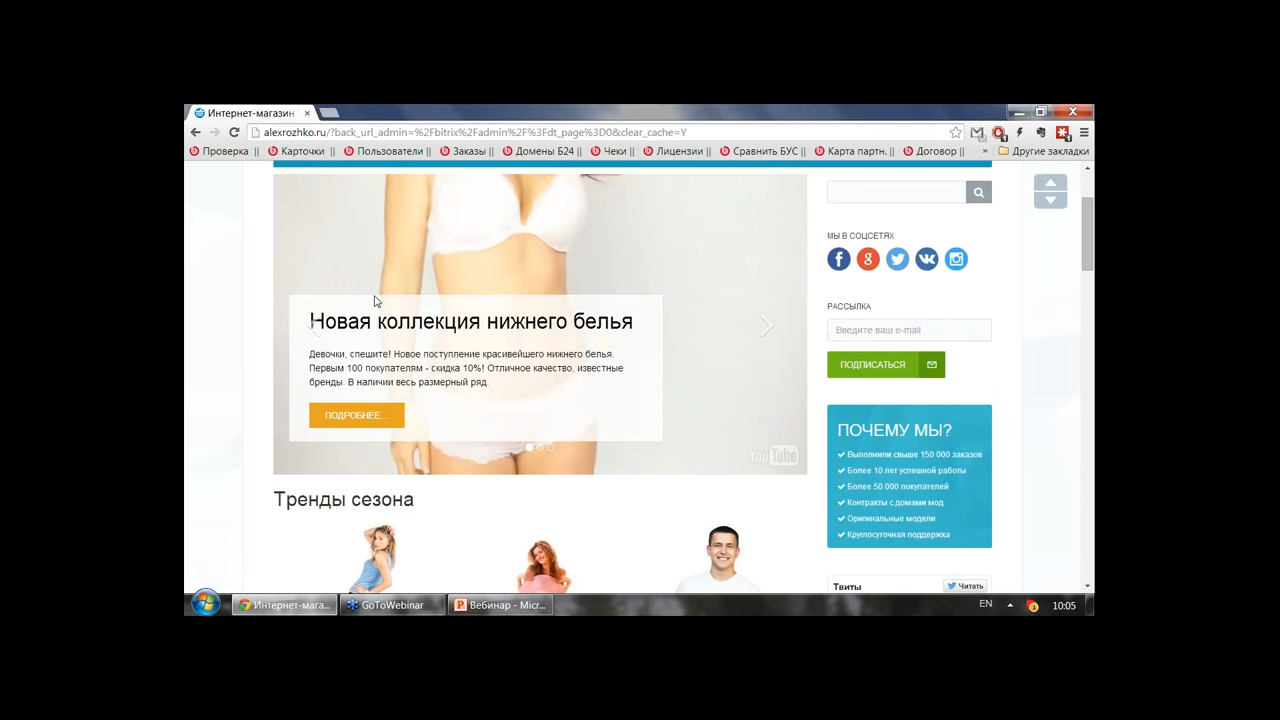 Интернет-магазин
alexrozhko.ru/?back_url_admin=%2Fbitrix%2Fadmin%2F%3Fdt_page%3D0&clear_cache=Y
Проверка || Карточки || Пользователи || Заказы || Домены Б24 || Чеки || Лицензии || Сравнить БУС || Карта партн. || Договор || » Другие закладки
МЫ В СОЦСЕТЯХ
РАССЫЛКА
Введите ваш e-mail
ПОДПИСАТЬСЯ
Новая коллекция нижнего белья
Девочки, спешите! Новое поступление красивейшего нижнего белья.
Первым 100 покупателям - скидка 10%! Отличное качество, известные
бренды. В наличии весь размерный ряд.
ПОДРОБНЕЕ...
YouTube
ПОЧЕМУ МЫ?
Выполнили свыше 150 000 заказов
Более 10 лет успешной работы
Более 50 000 покупателей
Контракты с домами мод
Оригинальные модели
Круглосуточная поддержка
Тренды сезона
Твиты
Читать
Интернет-мага...
GoToWebinar
Вебинар - Micr...
EN
10:05